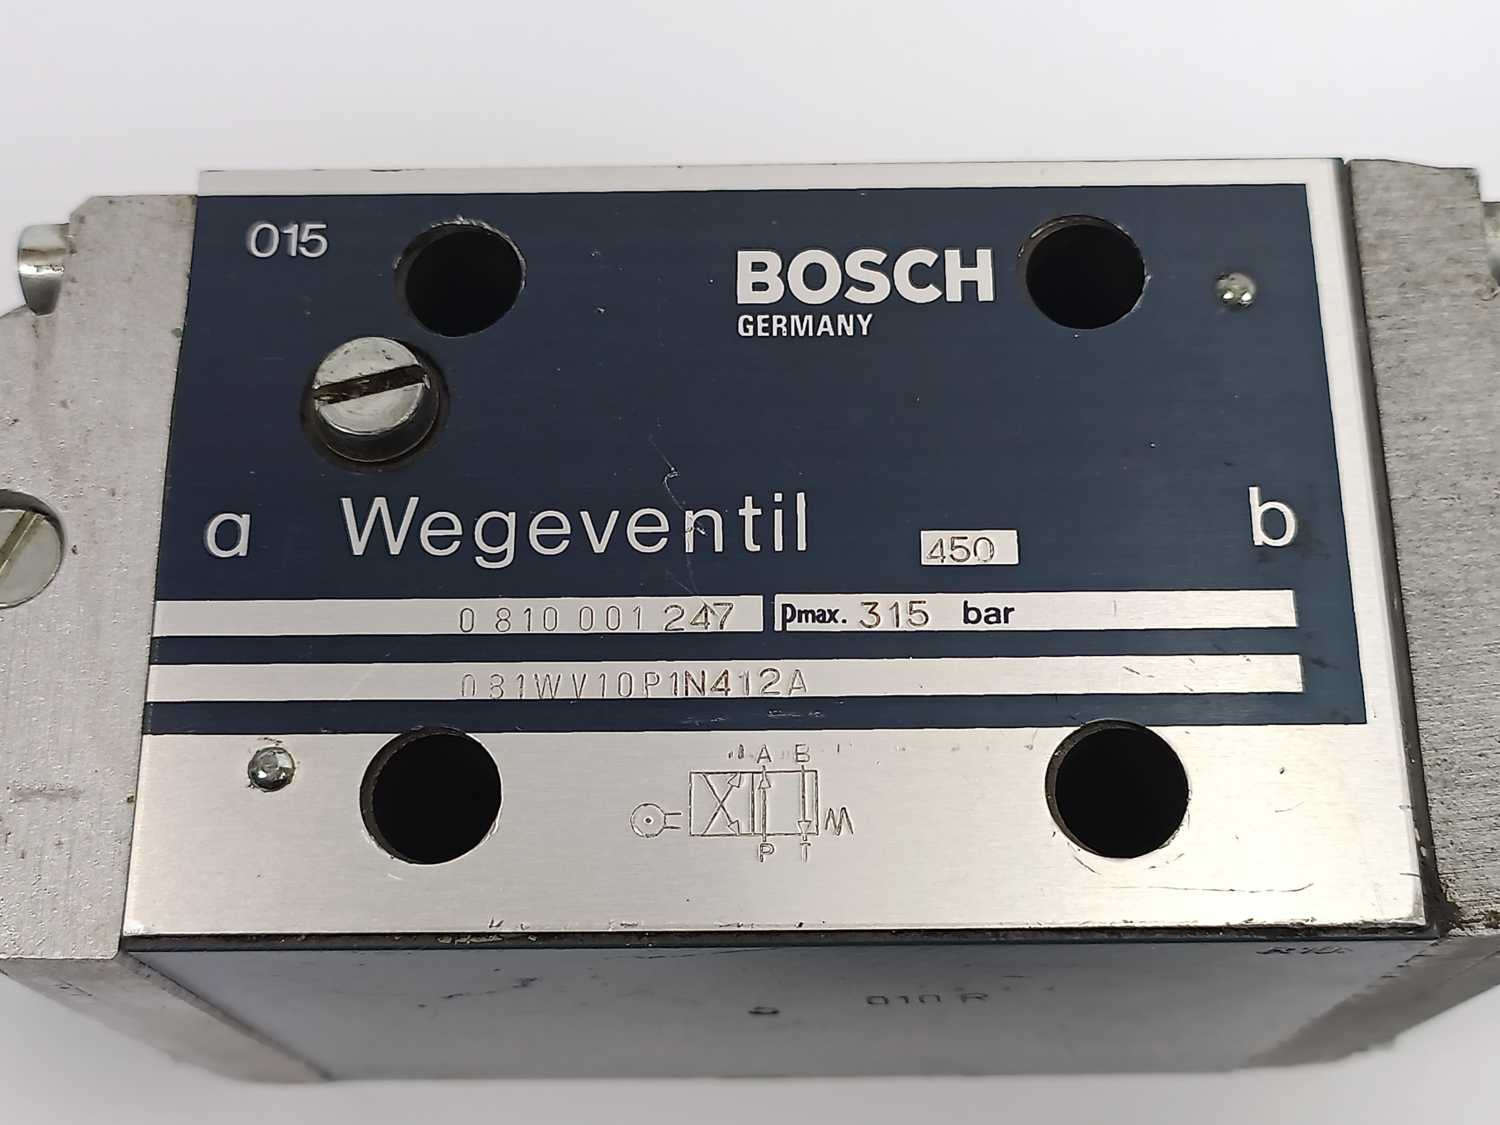 015
BOSCH
GERMANY
a Wegeventil 450 b
0 810 001 247 pmax. 315 bar
081WV10P1N412A
A B
P T
010 R